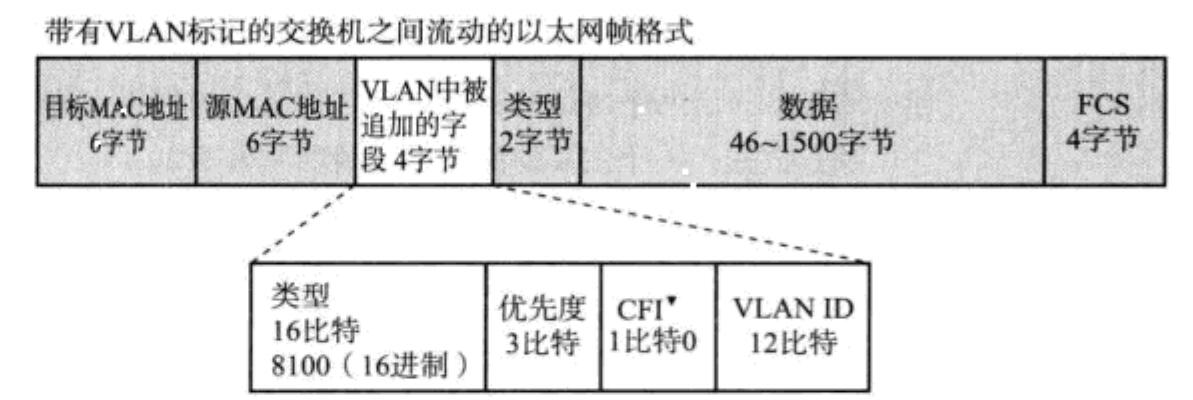 带有VLAN标记的交换机之间流动的以太网帧格式
目标MAC地址
6字节
源MAC地址
6字节
VLAN中被
追加的字
段 4字节
类型
2字节
数据
46~1500字节
FCS
4字节
类型
16比特
8100（16进制）
优先度
3比特
CFI▼
1比特0
VLAN ID
12比特